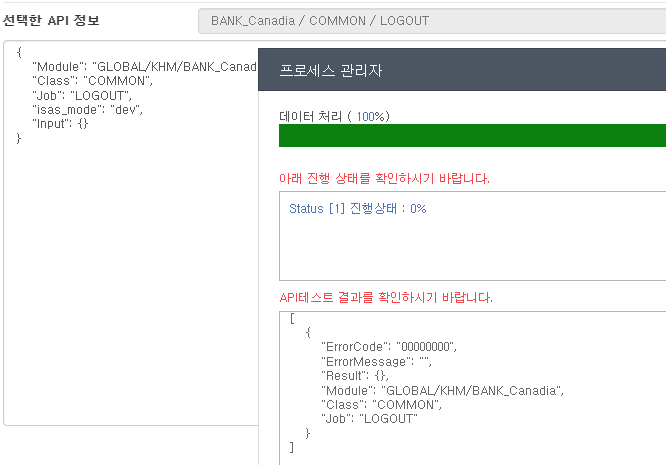 선택한 API 정보
BANK_Canadia / COMMON / LOGOUT
{
"Module": "GLOBAL/KHM/BANK_Canad
"Class": "COMMON",
"Job": "LOGOUT",
"isas_mode": "dev",
"Input": {}
}
프로세스 관리자
데이터 처리 ( 100%)
아래 진행 상태를 확인하시기 바랍니다.
Status [1] 진행상태 : 0%
API테스트 결과를 확인하시기 바랍니다.
[
{
"ErrorCode": "00000000",
"ErrorMessage": "",
"Result": {},
"Module": "GLOBAL/KHM/BANK_Canadia",
"Class": "COMMON",
"Job": "LOGOUT"
}
]